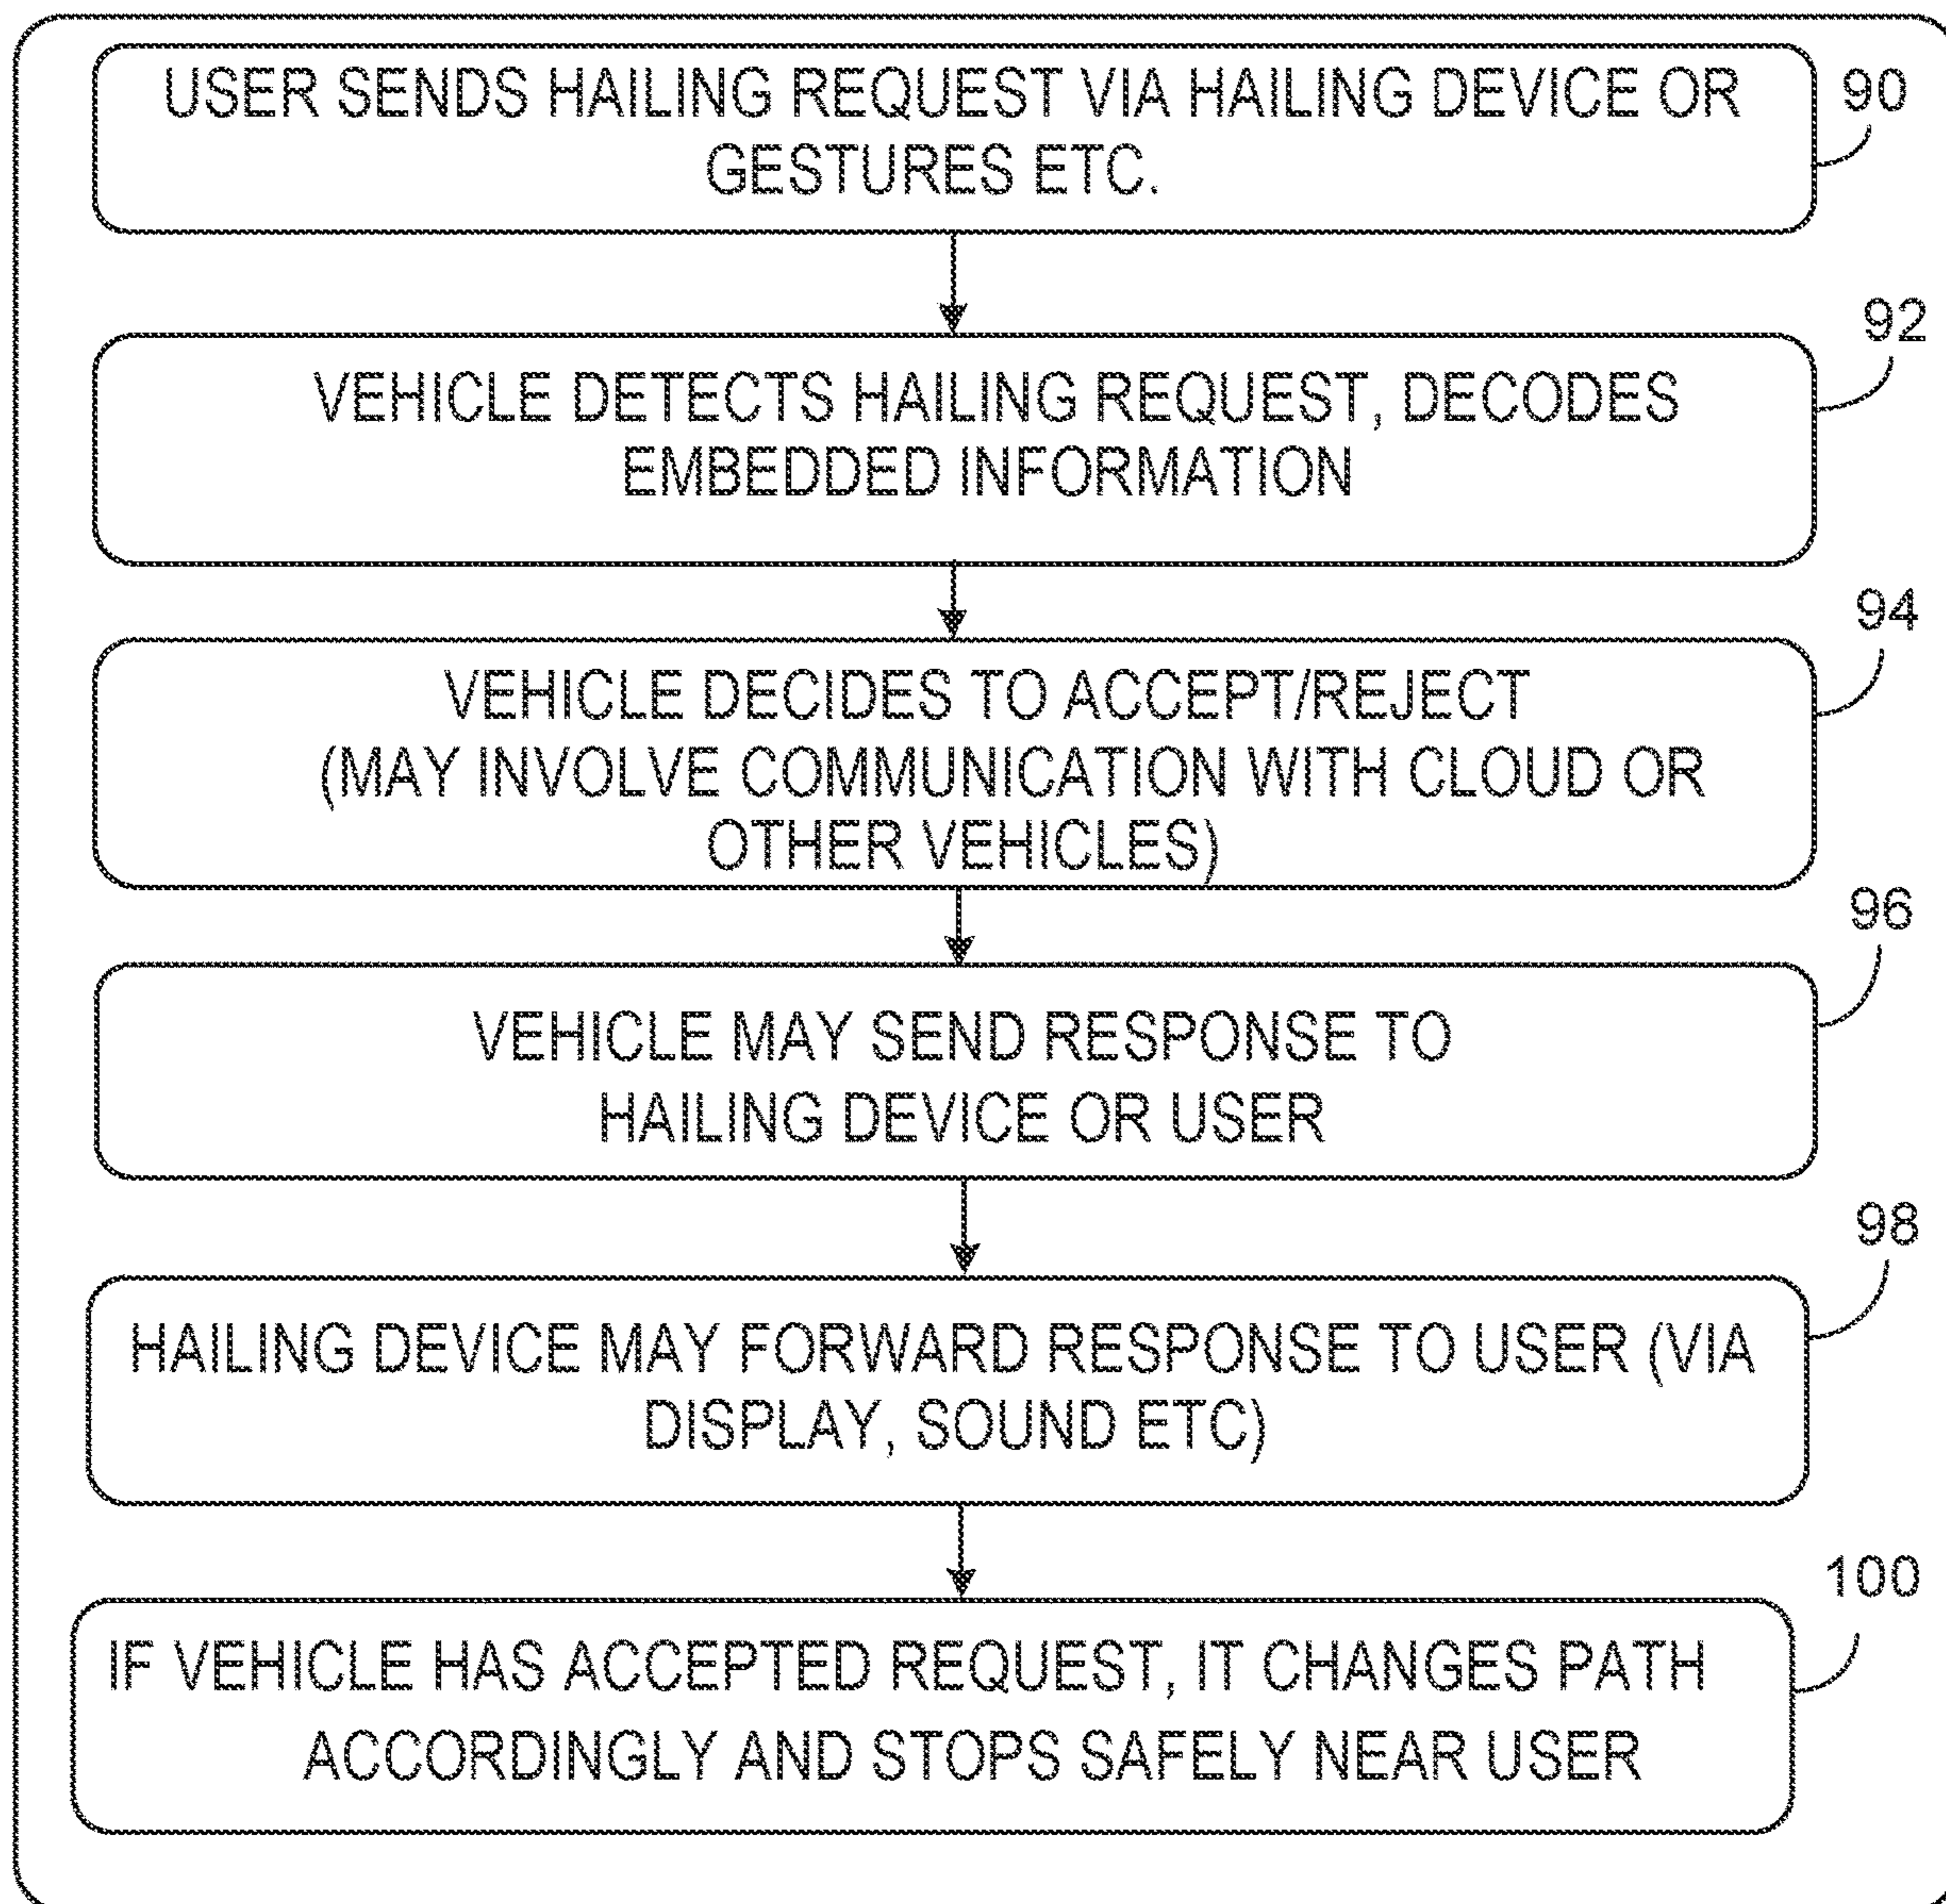 USER SENDS HAILING REQUEST VIA HAILING DEVICE OR
GESTURES ETC.
90
VEHICLE DETECTS HAILING REQUEST, DECODES
EMBEDDED INFORMATION
92
VEHICLE DECIDES TO ACCEPT/REJECT
(MAY INVOLVE COMMUNICATION WITH CLOUD OR
OTHER VEHICLES)
94
VEHICLE MAY SEND RESPONSE TO
HAILING DEVICE OR USER
96
HAILING DEVICE MAY FORWARD RESPONSE TO USER (VIA
DISPLAY, SOUND ETC)
98
IF VEHICLE HAS ACCEPTED REQUEST, IT CHANGES PATH
ACCORDINGLY AND STOPS SAFELY NEAR USER
100